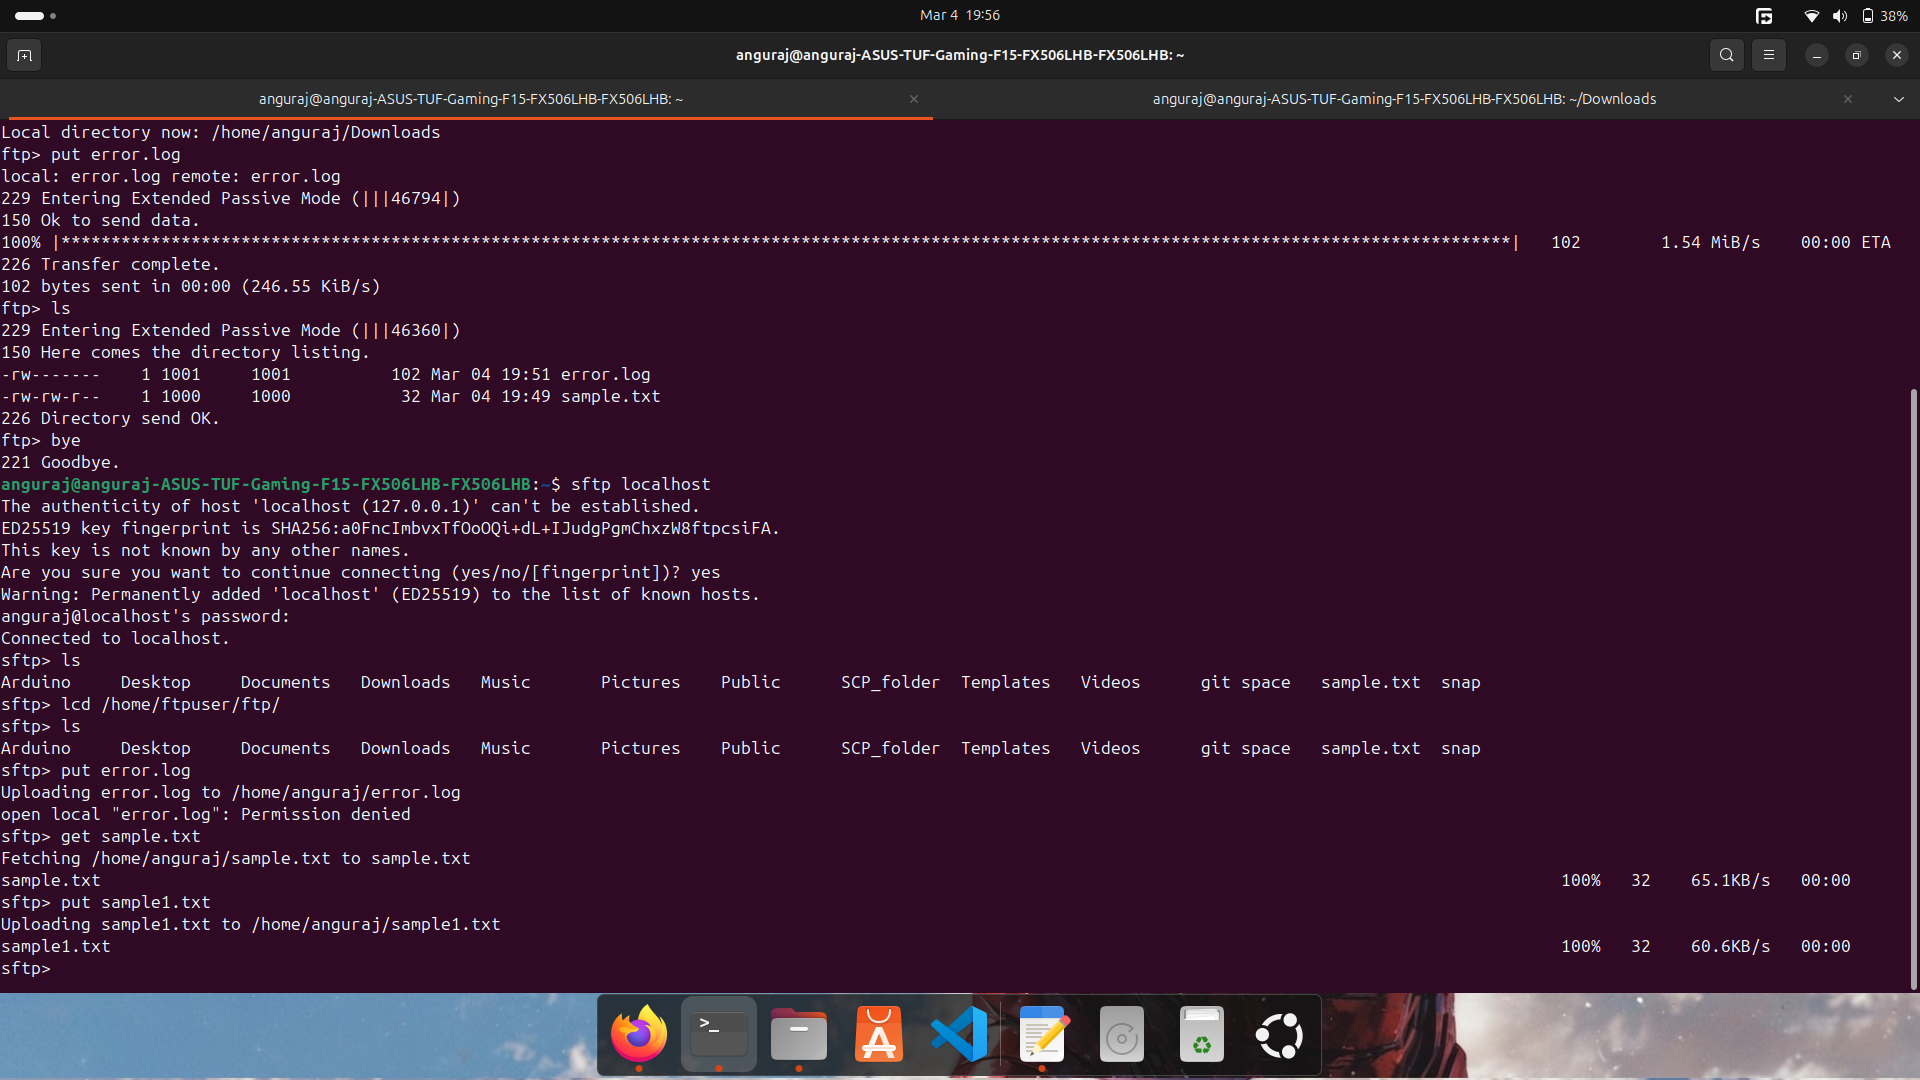 Mar 4 19:56
38%
anguraj@anguraj-ASUS-TUF-Gaming-F15-FX506LHB-FX506LHB: ~
anguraj@anguraj-ASUS-TUF-Gaming-F15-FX506LHB-FX506LHB: ~
anguraj@anguraj-ASUS-TUF-Gaming-F15-FX506LHB-FX506LHB: ~/Downloads
Local directory now: /home/anguraj/Downloads
ftp> put error.log
local: error.log remote: error.log
229 Entering Extended Passive Mode (|||46794|)
150 Ok to send data.
100% |*************************************************************************************************************************************************| 102 1.54 MiB/s 00:00 ETA
226 Transfer complete.
102 bytes sent in 00:00 (246.55 KiB/s)
ftp> ls
229 Entering Extended Passive Mode (|||46360|)
150 Here comes the directory listing.
-rw------- 1 1001 1001 102 Mar 04 19:51 error.log
-rw-rw-r-- 1 1000 1000 32 Mar 04 19:49 sample.txt
226 Directory send OK.
ftp> bye
221 Goodbye.
anguraj@anguraj-ASUS-TUF-Gaming-F15-FX506LHB-FX506LHB:~$ sftp localhost
The authenticity of host 'localhost (127.0.0.1)' can't be established.
ED25519 key fingerprint is SHA256:a0FncImbvxTfOoOQi+dL+IJudgPgmChxzW8ftpcsiFA.
This key is not known by any other names.
Are you sure you want to continue connecting (yes/no/[fingerprint])? yes
Warning: Permanently added 'localhost' (ED25519) to the list of known hosts.
anguraj@localhost's password:
Connected to localhost.
sftp> ls
Arduino Desktop Documents Downloads Music Pictures Public SCP_folder Templates Videos git space sample.txt snap
sftp> lcd /home/ftpuser/ftp/
sftp> ls
Arduino Desktop Documents Downloads Music Pictures Public SCP_folder Templates Videos git space sample.txt snap
sftp> put error.log
Uploading error.log to /home/anguraj/error.log
open local "error.log": Permission denied
sftp> get sample.txt
Fetching /home/anguraj/sample.txt to sample.txt
sample.txt 100% 32 65.1KB/s 00:00
sftp> put sample1.txt
Uploading sample1.txt to /home/anguraj/sample1.txt
sample1.txt 100% 32 60.6KB/s 00:00
sftp>